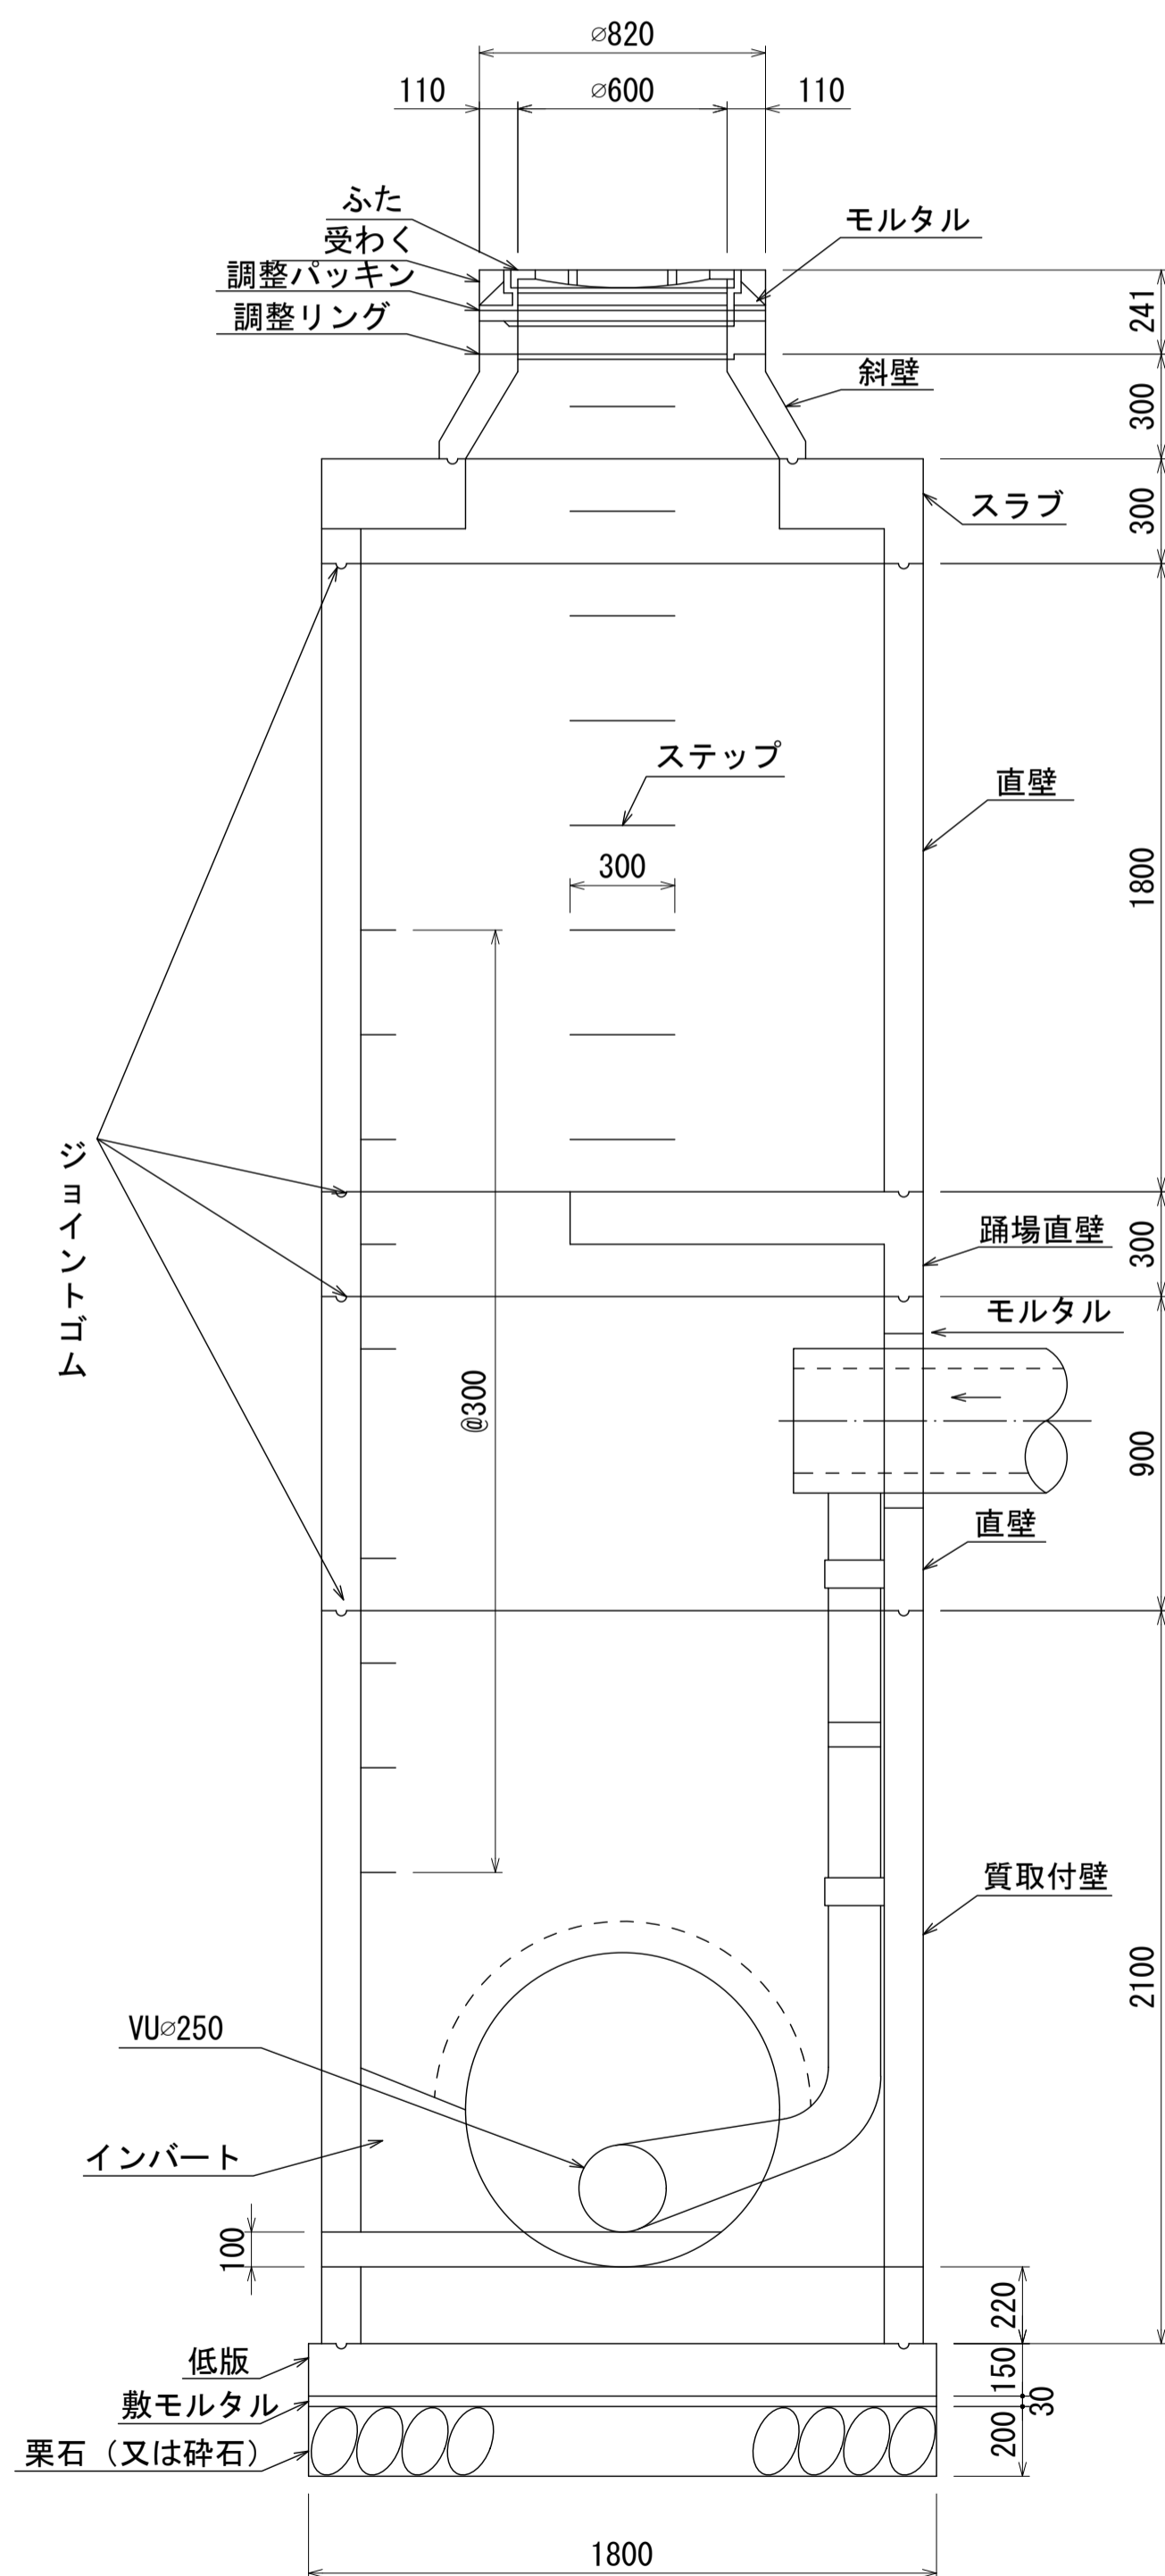 ⌀820
110
⌀600
110
ふた
受わく
調整パッキン
調整リング
モルタル
241
斜壁
300
スラブ
300
ステップ
300
直壁
1800
ジョイントゴム
踊場直壁
300
モルタル
@300
900
直壁
質取付壁
2100
VU⌀250
インバート
100
220
低版
150
敷モルタル
30
栗石（又は砕石）
200
1800